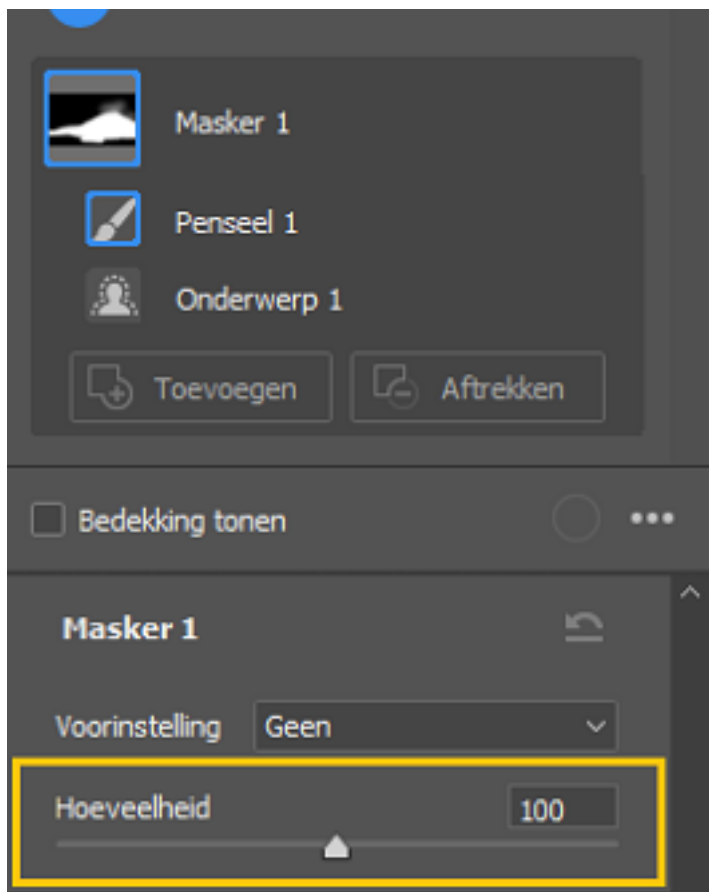 Masker 1
Penseel 1
Onderwerp 1
Toevoegen Aftrekken
Bedekking tonen
Masker 1
Voorinstelling Geen
Hoeveelheid 100